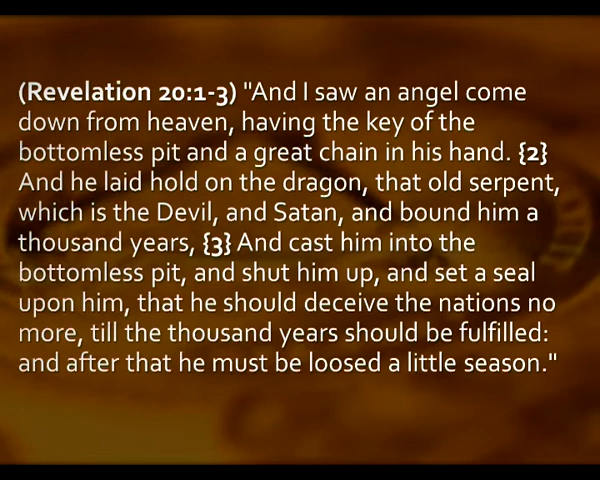 (Revelation 20:1-3) "And I saw an angel come
down from heaven, having the key of the
bottomless pit and a great chain in his hand. {2}
And he laid hold on the dragon, that old serpent,
which is the Devil, and Satan, and bound him a
thousand years, {3} And cast him into the
bottomless pit, and shut him up, and set a seal
upon him, that he should deceive the nations no
more, till the thousand years should be fulfilled:
and after that he must be loosed a little season."